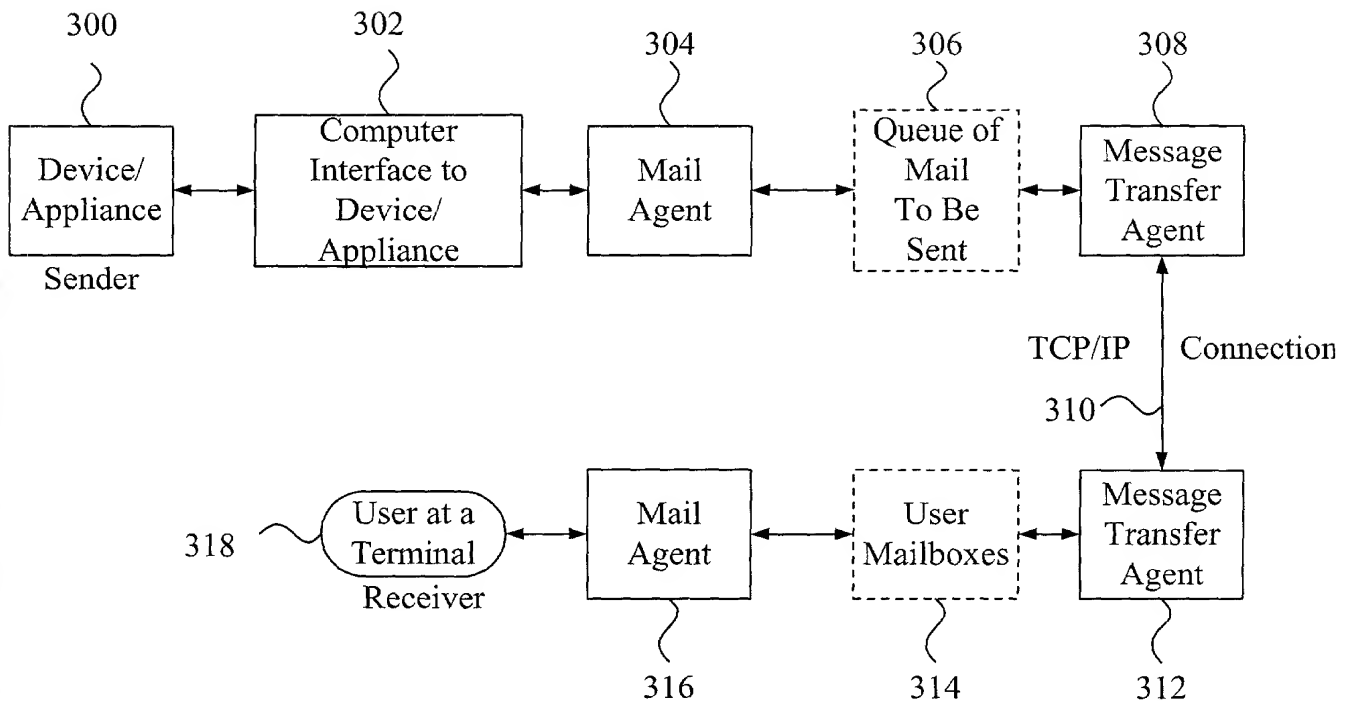 300
302
304
306
308
Device/
Appliance
Sender
Computer
Interface to
Device/
Appliance
Mail
Agent
Queue of
Mail
To Be
Sent
Message
Transfer
Agent
TCP/IP Connection
310
318
User at a
Terminal
Receiver
Mail
Agent
User
Mailboxes
Message
Transfer
Agent
316
314
312